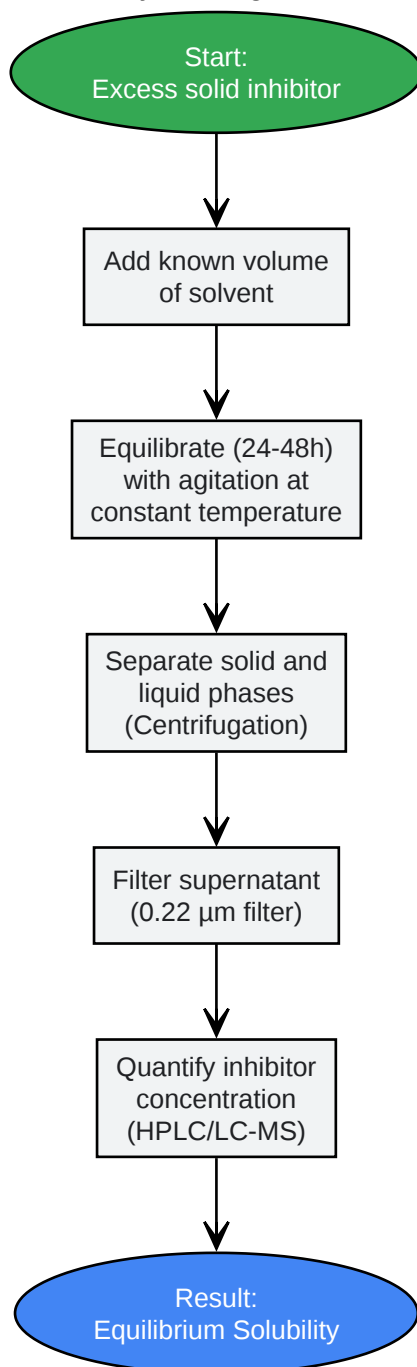 Start:
Excess solid inhibitor
Add known volume
of solvent
Equilibrate (24-48h)
with agitation at
constant temperature
Separate solid and
liquid phases
(Centrifugation)
Filter supernatant
(0.22 µm filter)
Quantify inhibitor
concentration
(HPLC/LC-MS)
Result:
Equilibrium Solubility